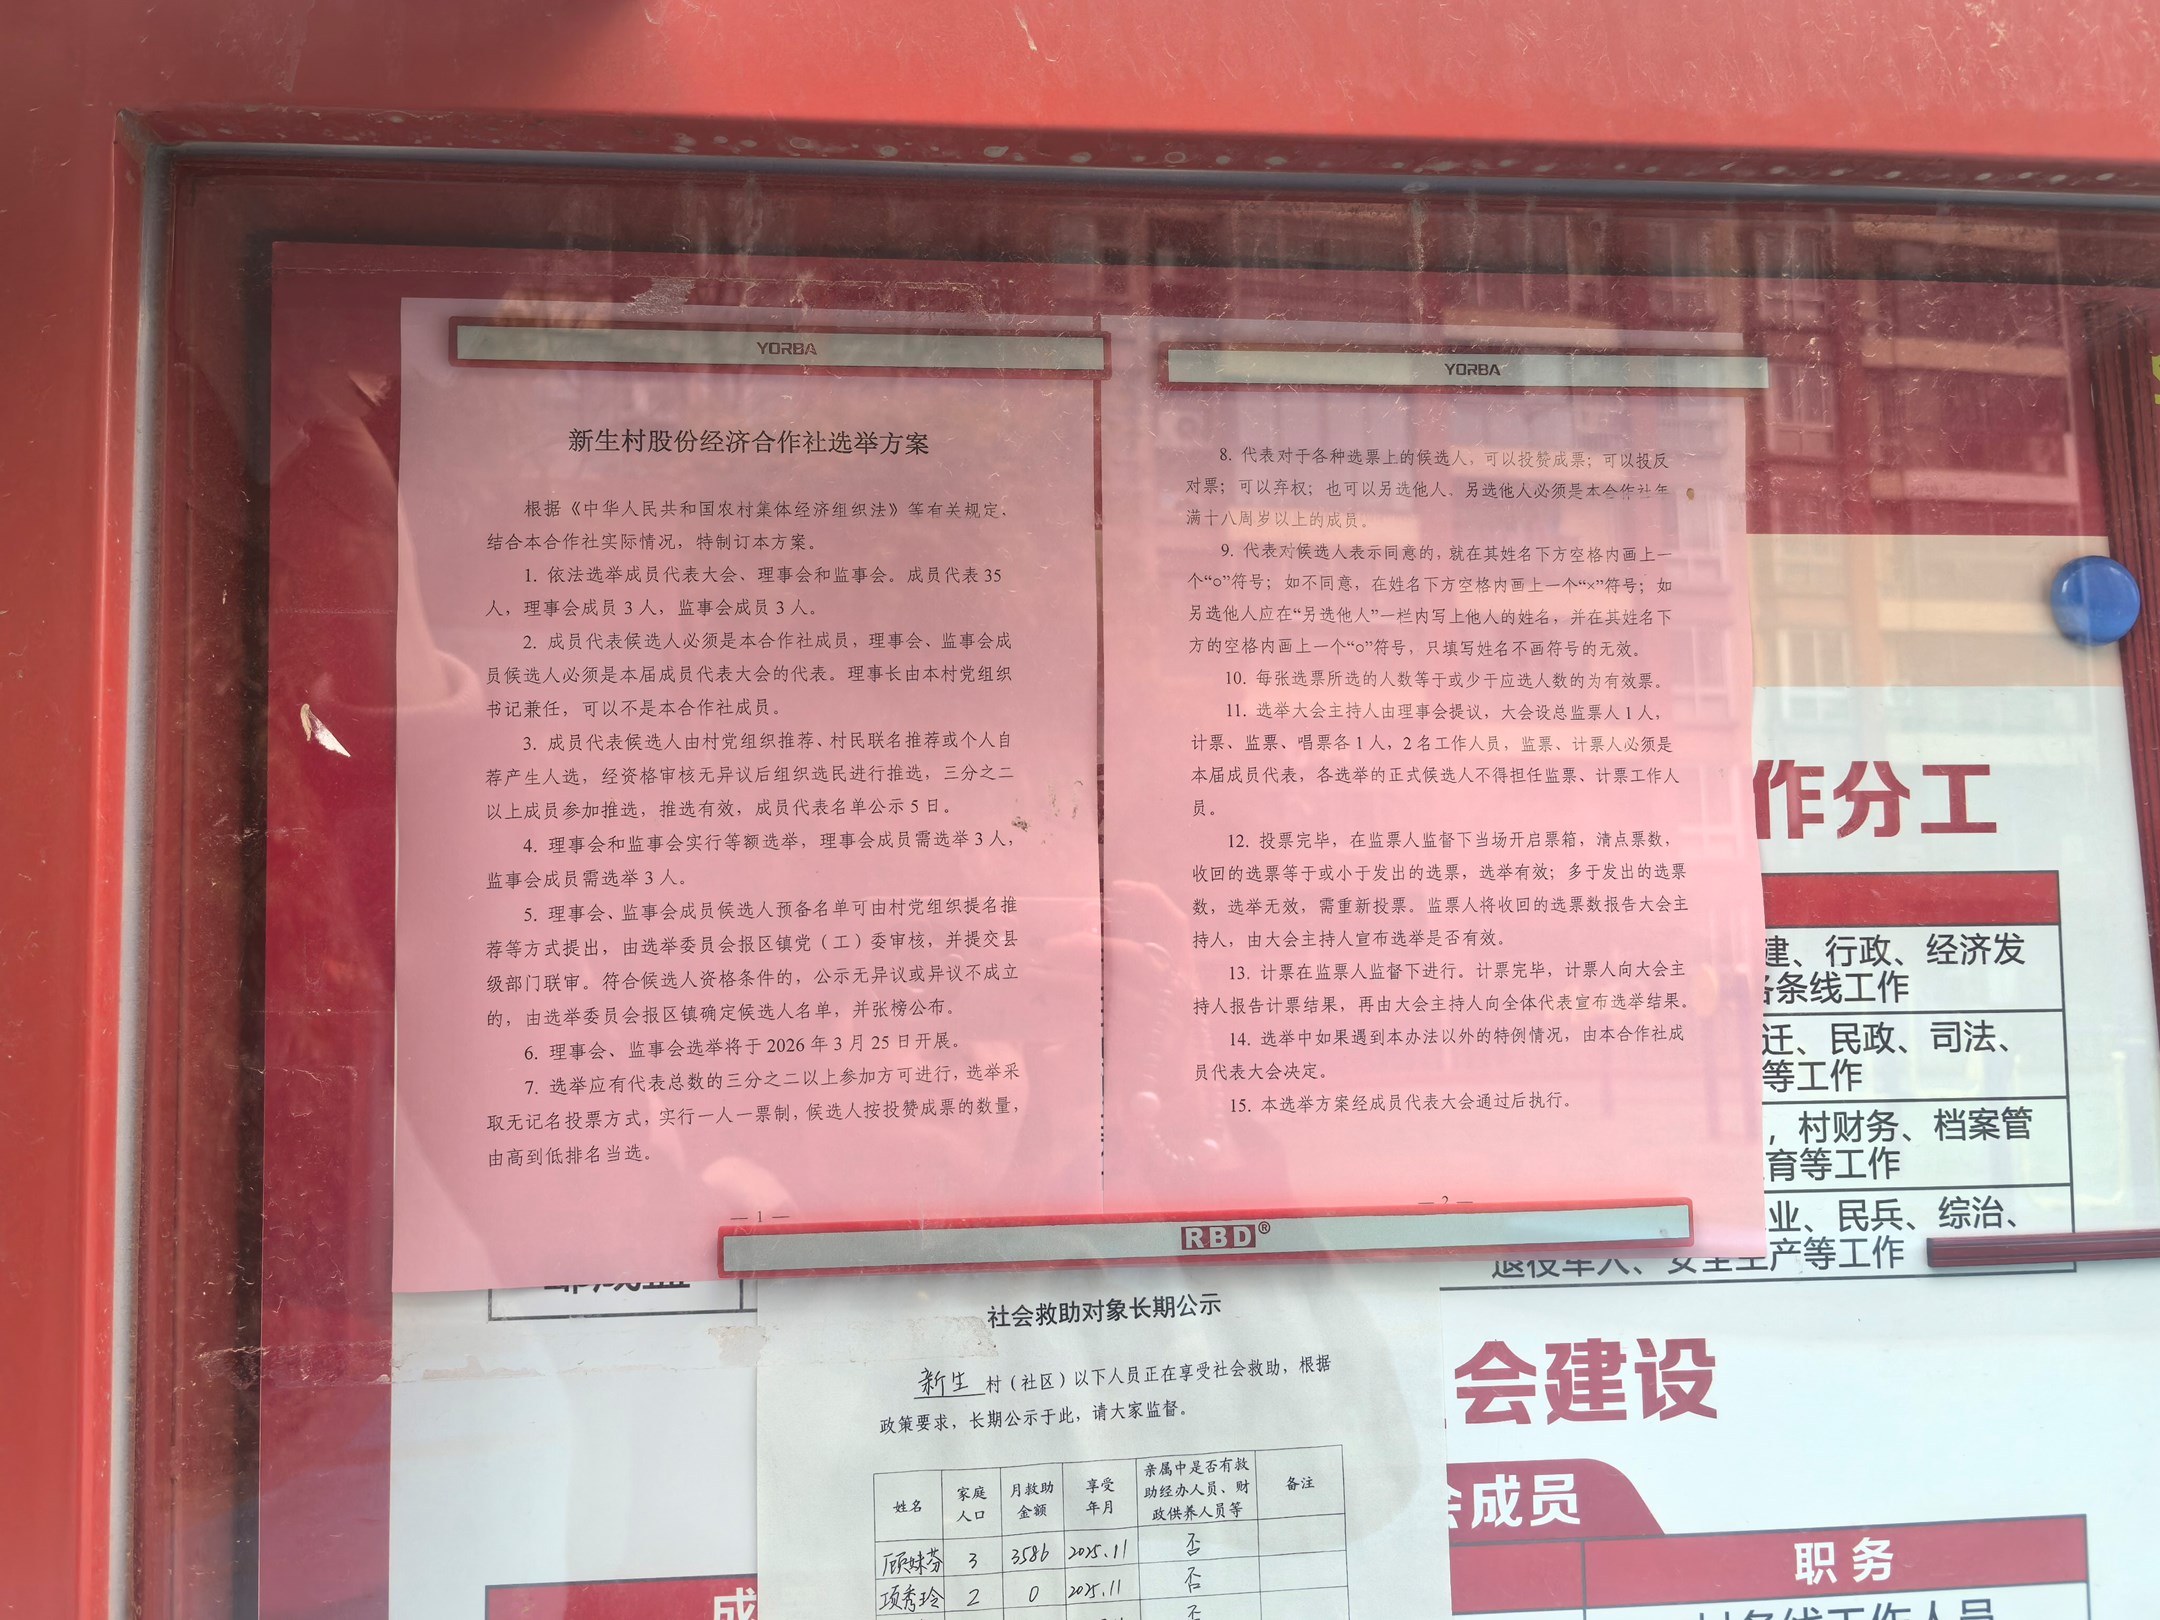 YORBA
新生村股份经济合作社选举方案
根据《中华人民共和国农村集体经济组织法》等有关规定，
结合本合作社实际情况，特制订本方案。
1. 依法选举成员代表大会、理事会和监事会。成员代表 35
人，理事会成员 3 人，监事会成员 3 人。
2. 成员代表候选人必须是本合作社成员，理事会、监事会成
员候选人必须是本届成员代表大会的代表。理事长由本村党组织
书记兼任，可以不是本合作社成员。
3. 成员代表候选人由村党组织推荐、村民联名推荐或个人自
荐产生人选，经资格审核无异议后组织选民进行推选，三分之二
以上成员参加推选，推选有效，成员代表名单公示 5 日。
4. 理事会和监事会实行等额选举，理事会成员需选举 3 人，
监事会成员需选举 3 人。
5. 理事会、监事会成员候选人预备名单可由村党组织提名推
荐等方式提出，由选举委员会报区镇党（工）委审核，并提交县
级部门联审。符合候选人资格条件的，公示无异议或异议不成立
的，由选举委员会报区镇确定候选人名单，并张榜公布。
6. 理事会、监事会选举将于 2026 年 3 月 25 日开展。
7. 选举应有代表总数的三分之二以上参加方可进行，选举采
取无记名投票方式，实行一人一票制，候选人按投赞成票的数量，
由高到低排名当选。
— 1 —
YORBA
8. 代表对于各种选票上的候选人，可以投赞成票；可以投反
对票；可以弃权；也可以另选他人。另选他人必须是本合作社年
满十八周岁以上的成员。
9. 代表对候选人表示同意的，就在其姓名下方空格内画上一
个“○”符号；如不同意，在姓名下方空格内画上一个“×”符号；如
另选他人应在“另选他人”一栏内写上他人的姓名，并在其姓名下
方的空格内画上一个“○”符号，只填写姓名不画符号的无效。
10. 每张选票所选的人数等于或少于应选人数的为有效票。
11. 选举大会主持人由理事会提议，大会设总监票人 1 人，
计票、监票、唱票各 1 人，2 名工作人员，监票、计票人必须是
本届成员代表，各选举的正式候选人不得担任监票、计票工作人
员。
12. 投票完毕，在监票人监督下当场开启票箱，清点票数，
收回的选票等于或小于发出的选票，选举有效；多于发出的选票
数，选举无效，需重新投票。监票人将收回的选票数报告大会主
持人，由大会主持人宣布选举是否有效。
13. 计票在监票人监督下进行。计票完毕，计票人向大会主
持人报告计票结果，再由大会主持人向全体代表宣布选举结果。
14. 选举中如果遇到本办法以外的特例情况，由本合作社成
员代表大会决定。
15. 本选举方案经成员代表大会通过后执行。
— 2 —
RBD®
作分工
建、行政、经济发
各条线工作
迁、民政、司法、
等工作
，村财务、档案管
育等工作
业、民兵、综治、
退役军人、安全生产等工作
社会救助对象长期公示
新生 村（社区）以下人员正在享受社会救助，根据
政策要求，长期公示于此，请大家监督。
姓名 家庭人口 月救助金额 享受年月 亲属中是否有救助经办人员、财政供养人员等 备注
顾妹芬 3 3586 2025.11 否
项秀玲 2 0 2025.11 否
否
会建设
会成员
职务
成